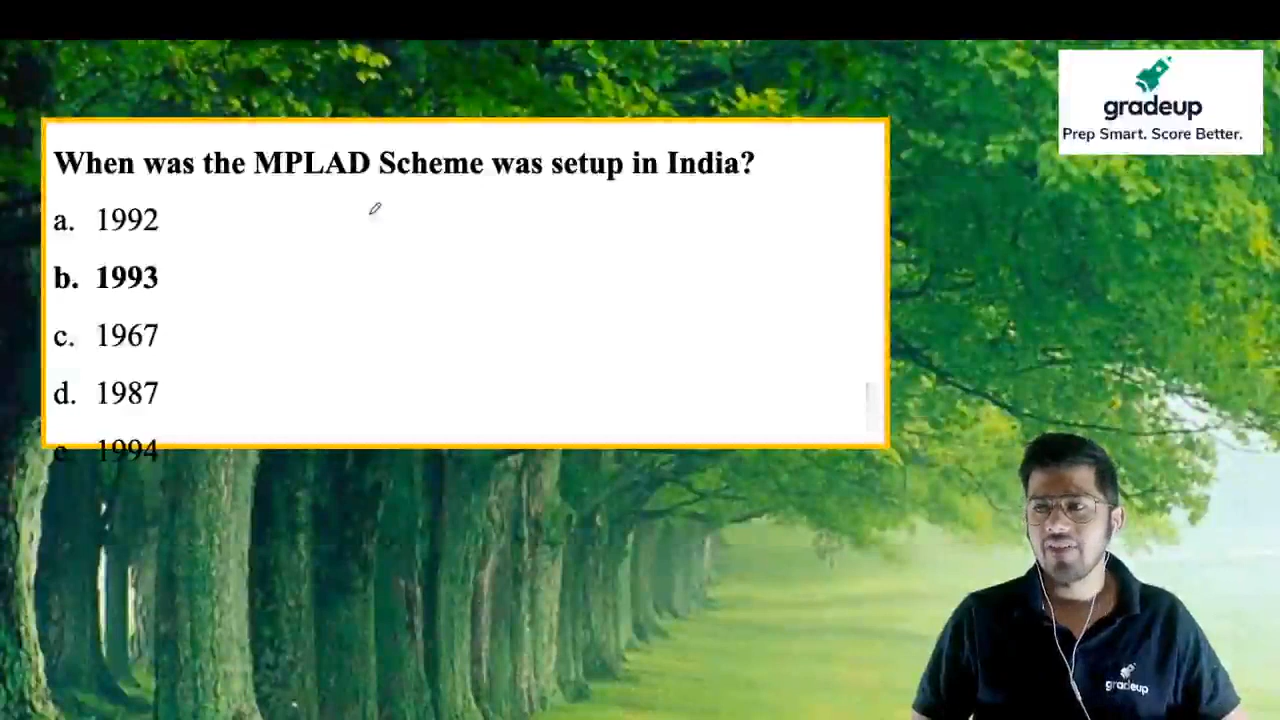 gradeup
Prep Smart. Score Better.
When was the MPLAD Scheme was setup in India?
a. 1992
b. 1993
c. 1967
d. 1987
e. 1994
gradeup